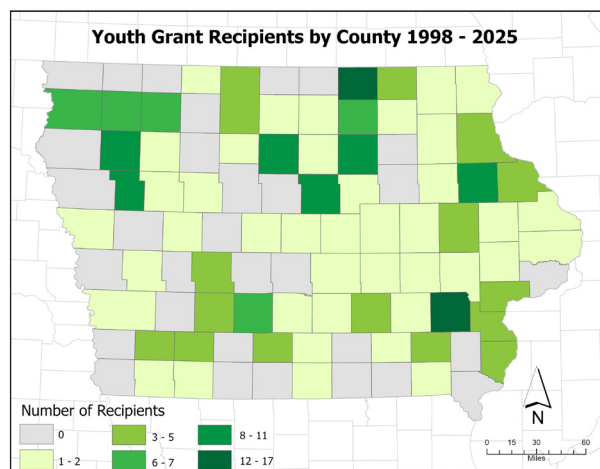 Youth Grant Recipients by County 1998 - 2025
Number of Recipients
0
3 - 5
8 - 11
1 - 2
6 - 7
12 - 17
N
0 15 30 60
Miles